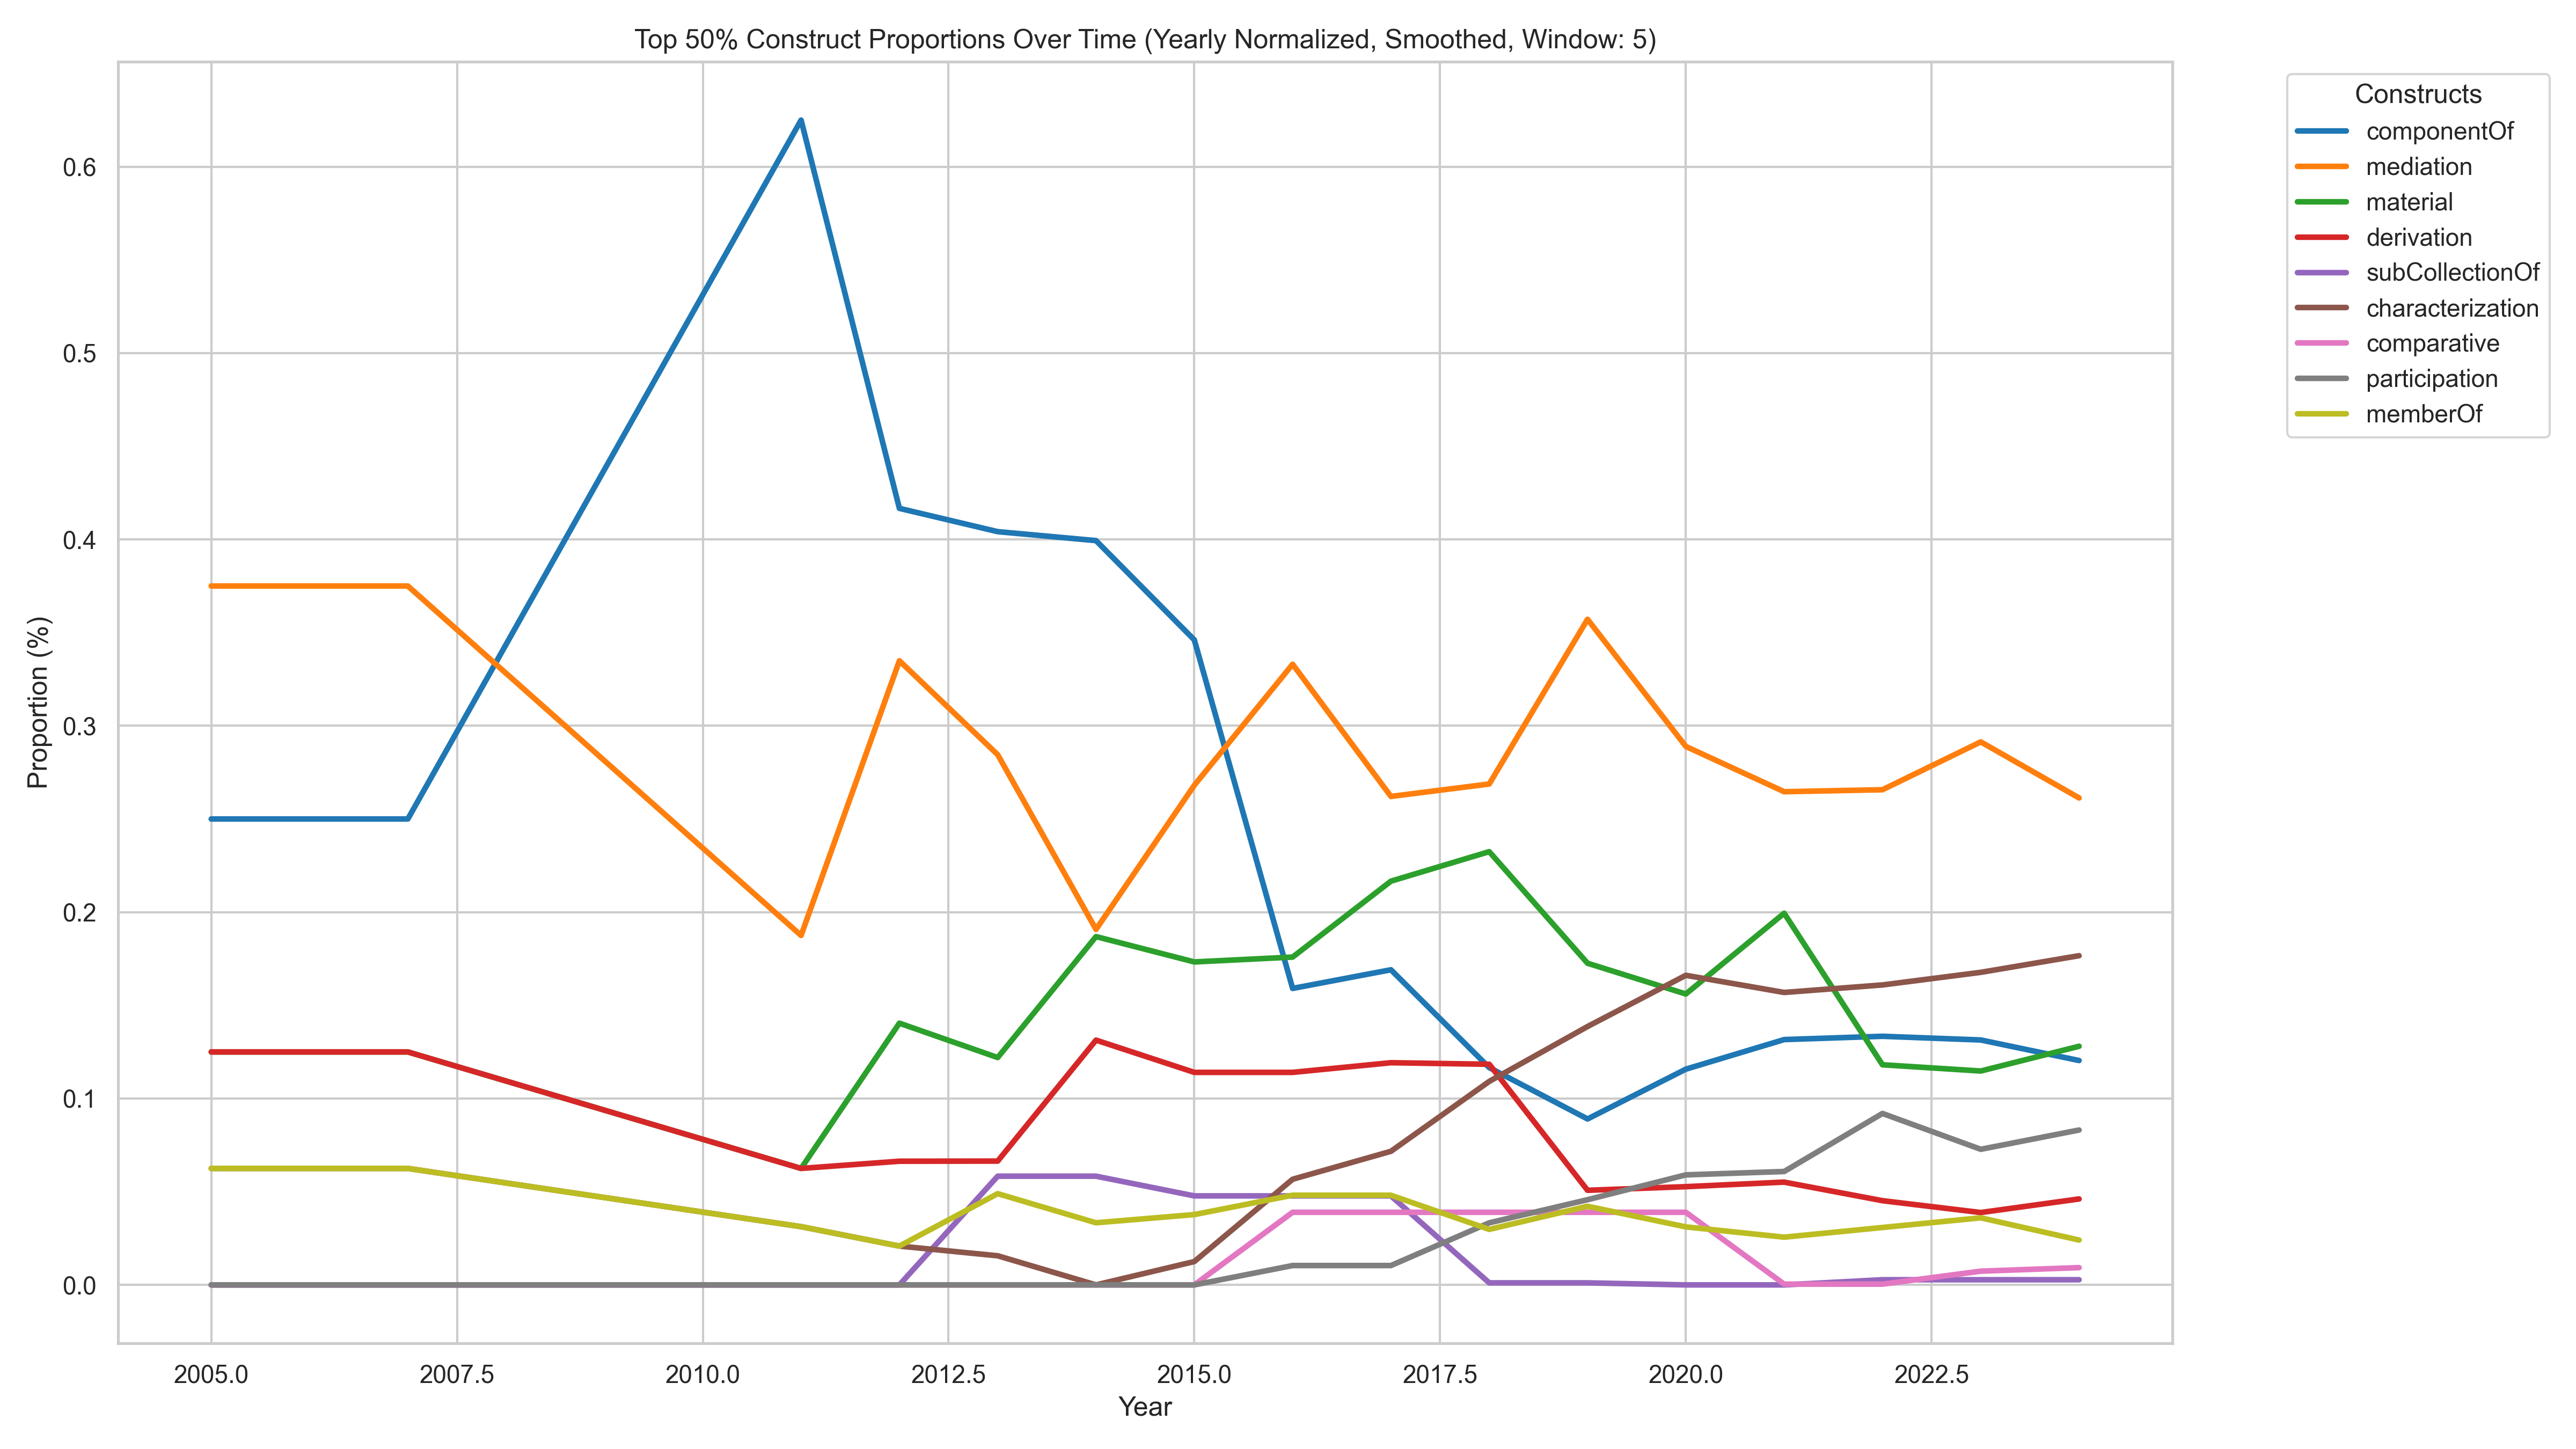 Top 50% Construct Proportions Over Time (Yearly Normalized, Smoothed, Window: 5)
Constructs
componentOf
mediation
material
derivation
subCollectionOf
characterization
comparative
participation
memberOf
Proportion (%)
0.6
0.5
0.4
0.3
0.2
0.1
0.0
2005.0 2007.5 2010.0 2012.5 2015.0 2017.5 2020.0 2022.5
Year